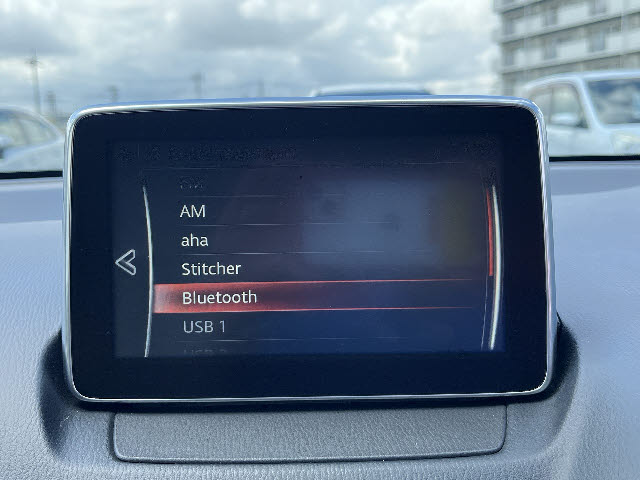 AM
aha
Stitcher
Bluetooth
USB 1